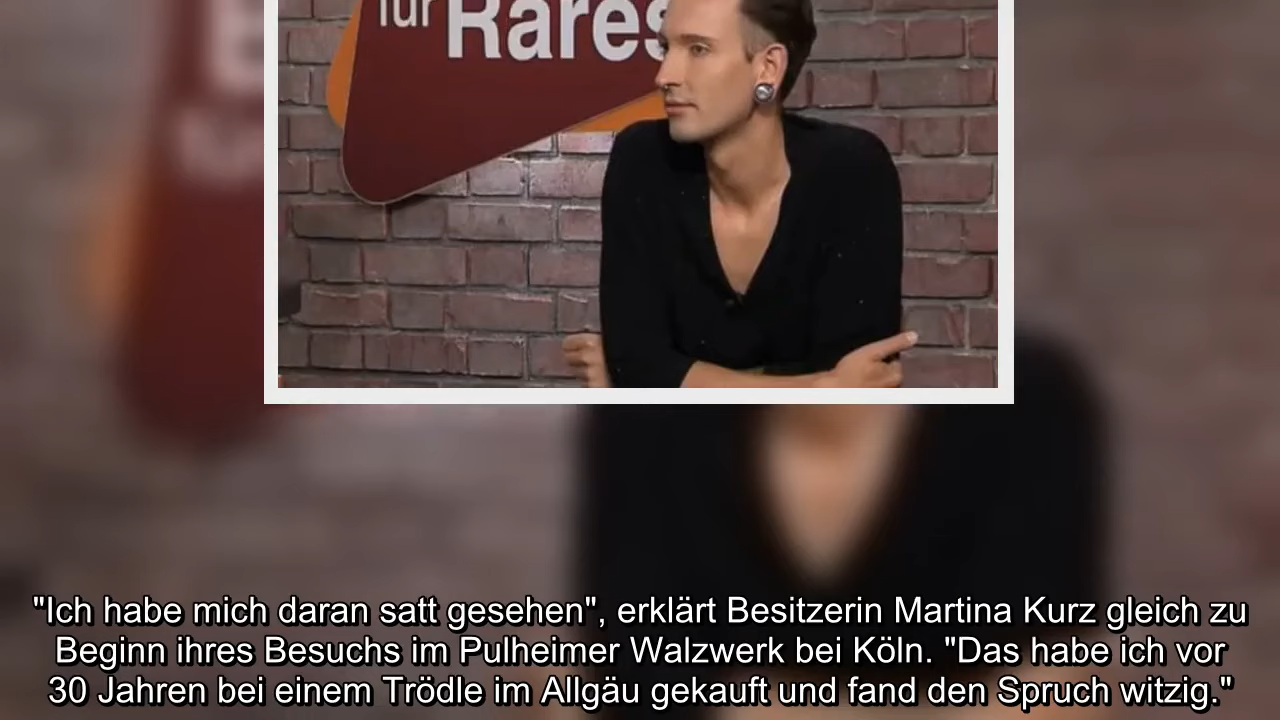 für
Rares
"Ich habe mich daran satt gesehen", erklärt Besitzerin Martina Kurz gleich zu
Beginn ihres Besuchs im Pulheimer Walzwerk bei Köln. "Das habe ich vor
30 Jahren bei einem Trödle im Allgäu gekauft und fand den Spruch witzig."